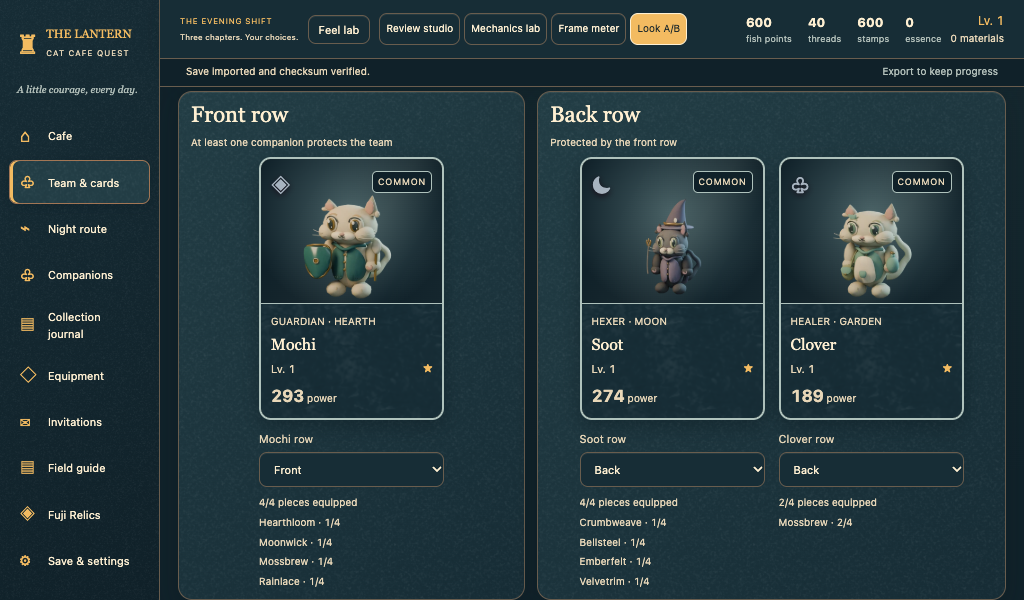 THE LANTERN
CAT CAFE QUEST
A little courage, every day.
Cafe
Team & cards
Night route
Companions
Collection
journal
Equipment
Invitations
Field guide
Fuji Relics
Save & settings
THE EVENING SHIFT
Three chapters. Your choices.
Feel lab
Review studio
Mechanics lab
Frame meter
Look A/B
600
fish points
40
threads
600
stamps
0
essence
Lv. 1
0 materials
Save imported and checksum verified.
Export to keep progress
Front row
At least one companion protects the team
COMMON
GUARDIAN · HEARTH
Mochi
Lv. 1
293 power
Mochi row
Front
4/4 pieces equipped
Hearthloom · 1/4
Moonwick · 1/4
Mossbrew · 1/4
Rainlace · 1/4
Back row
Protected by the front row
COMMON
HEXER · MOON
Soot
Lv. 1
274 power
Soot row
Back
4/4 pieces equipped
Crumbweave · 1/4
Bellsteel · 1/4
Emberfelt · 1/4
Velvetrim · 1/4
COMMON
HEALER · GARDEN
Clover
Lv. 1
189 power
Clover row
Back
2/4 pieces equipped
Mossbrew · 2/4